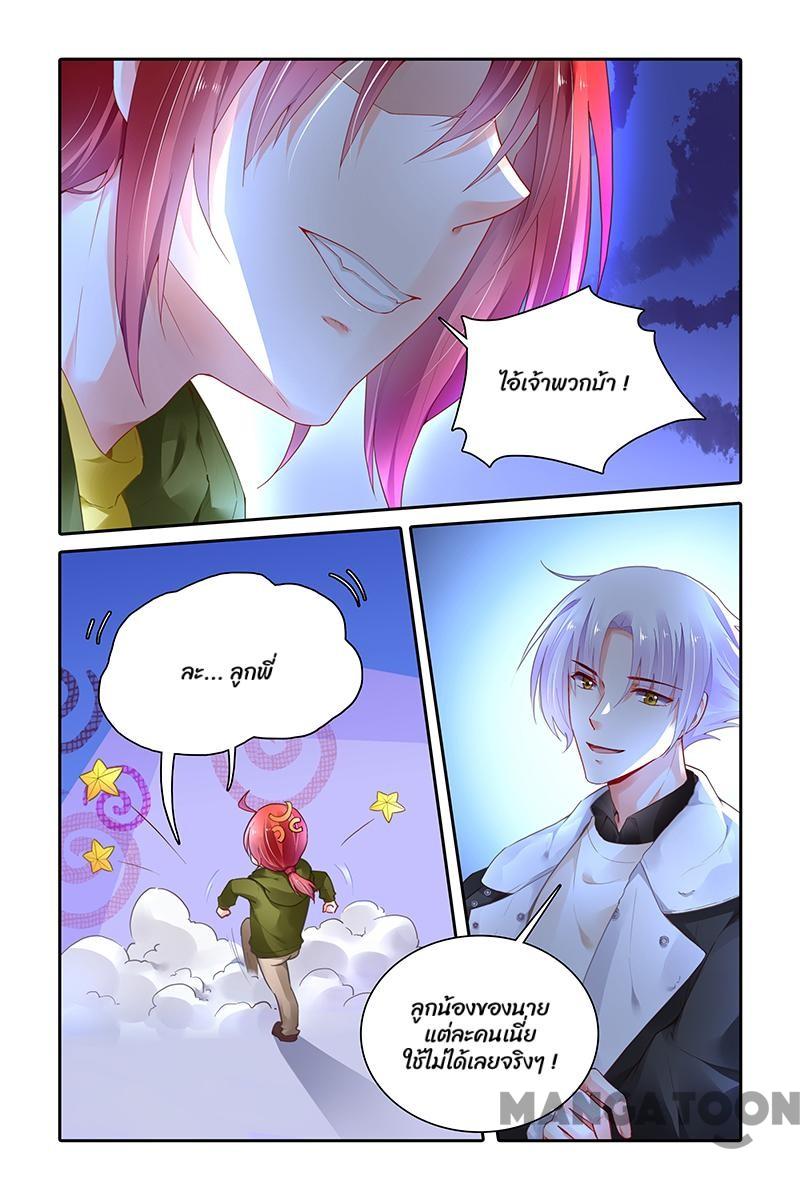 ไอ้เจ้าพวกบ้า !
ละ... ลูกพี่
ลูกน้องของนาย
แต่ละคนเนี่ย
ใช้ไม่ได้เลยจริงๆ !
MANGATOON